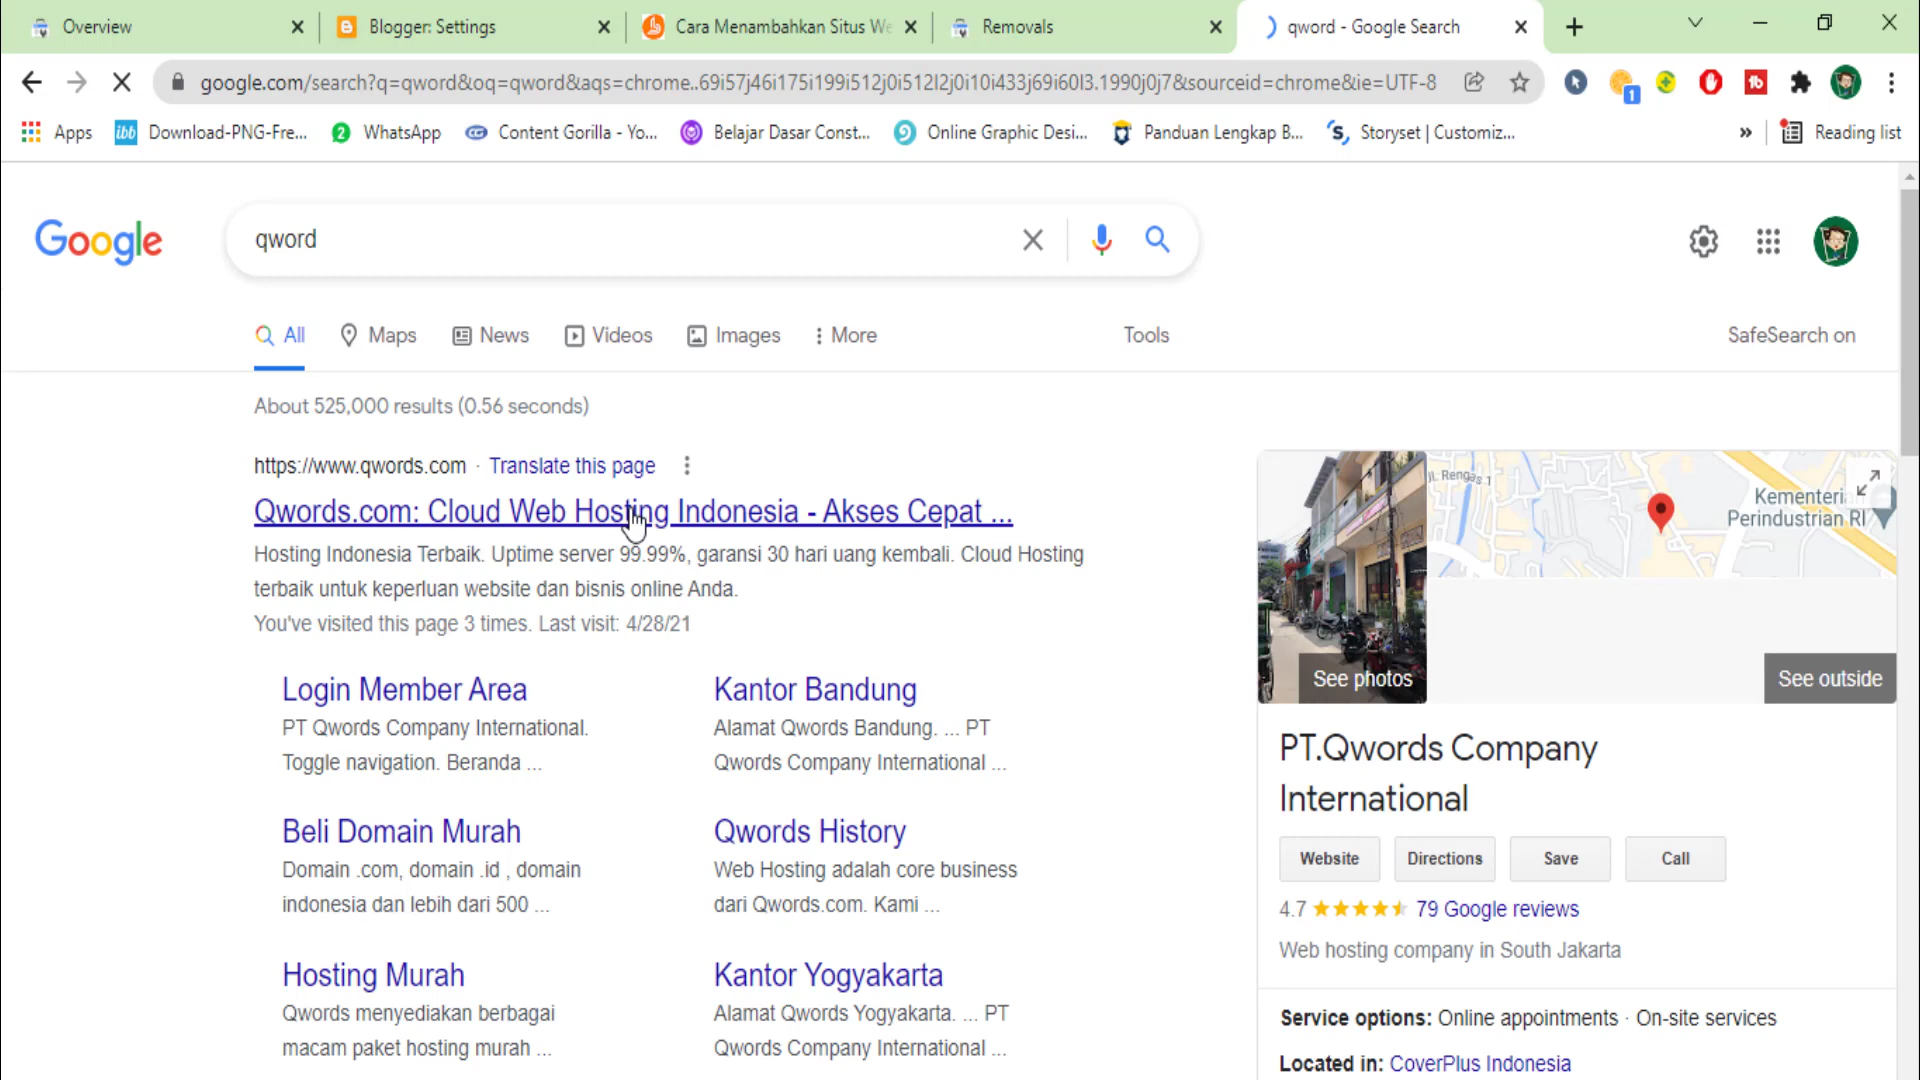 Overview
Blogger: Settings
Cara Menambahkan Situs We
Removals
qword - Google Search
google.com/search?q=qword&oq=qword&aqs=chrome..69i57j46i175i199i512j0i512l2j0i10i433j69i60l3.1990j0j7&sourceid=chrome&ie=UTF-8
1
Apps
ibb
Download-PNG-Fre...
2
WhatsApp
Content Gorilla - Yo...
Belajar Dasar Const...
Online Graphic Desi...
Panduan Lengkap B...
Storyset | Customiz...
»
Reading list
Google
qword
All
Maps
News
Videos
Images
More
Tools
SafeSearch on
About 525,000 results (0.56 seconds)
https://www.qwords.com · Translate this page
Qwords.com: Cloud Web Hosting Indonesia - Akses Cepat ...
Hosting Indonesia Terbaik. Uptime server 99.99%, garansi 30 hari uang kembali. Cloud Hosting
terbaik untuk keperluan website dan bisnis online Anda.
You've visited this page 3 times. Last visit: 4/28/21
Login Member Area
PT Qwords Company International.
Toggle navigation. Beranda ...
Kantor Bandung
Alamat Qwords Bandung. ... PT
Qwords Company International ...
Beli Domain Murah
Domain .com, domain .id , domain
indonesia dan lebih dari 500 ...
Qwords History
Web Hosting adalah core business
dari Qwords.com. Kami ...
Hosting Murah
Qwords menyediakan berbagai
macam paket hosting murah ...
Kantor Yogyakarta
Alamat Qwords Yogyakarta. ... PT
Qwords Company International ...
Jl. Rengas 1
Kementeria
Perindustrian RI
See photos
See outside
PT.Qwords Company
International
Website
Directions
Save
Call
4.7
79 Google reviews
Web hosting company in South Jakarta
Service options: Online appointments · On-site services
Located in: CoverPlus Indonesia